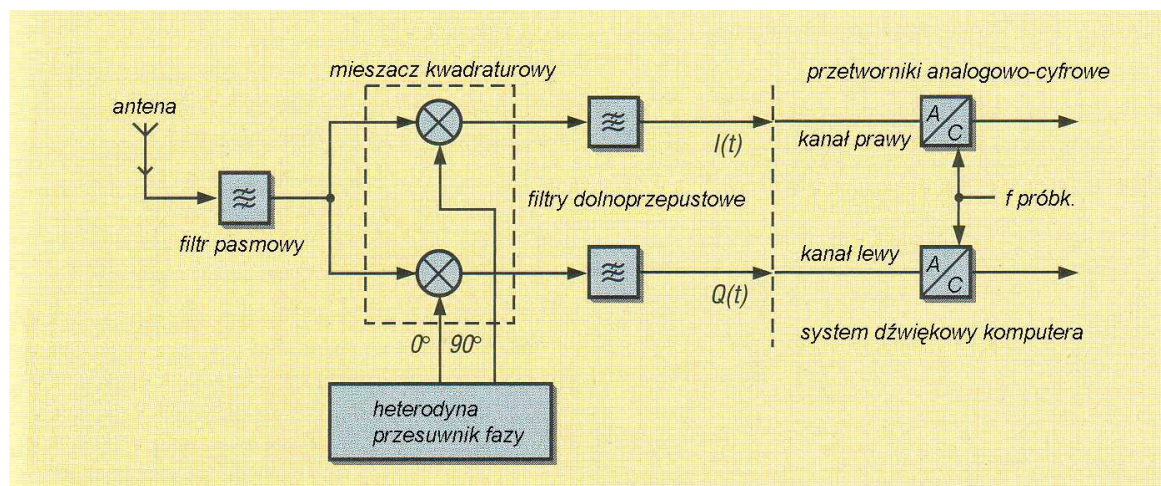 mieszacz kwadraturowy
przetworniki analogowo-cyfrowe
antena
A
C
I(t)
kanał prawy
filtry dolnoprzepustowe
f próbk.
filtr pasmowy
kanał lewy
A
C
Q(t)
0° 90°
system dźwiękowy komputera
heterodyna
przesuwnik fazy